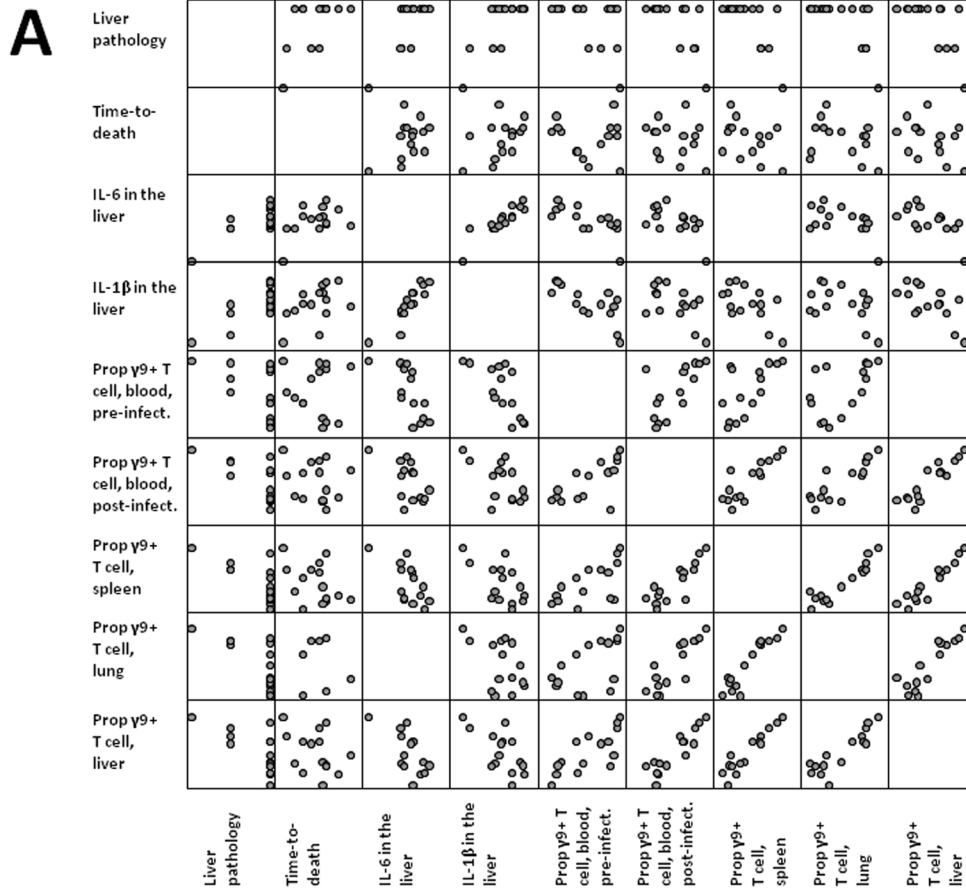 A
Liver
pathology
Time-to-
death
IL-6 in the
liver
IL-1β in the
liver
Prop γ9+ T
cell, blood,
pre-infect.
Prop γ9+ T
cell, blood,
post-infect.
Prop γ9+
T cell,
spleen
Prop γ9+
T cell,
lung
Prop γ9+
T cell,
liver
Liver
pathology
Time-to-
death
IL-6 in the
liver
IL-1β in the
liver
Prop γ9+ T
cell, blood,
pre-infect.
Prop γ9+ T
cell, blood,
post-infect.
Prop γ9+
T cell,
spleen
Prop γ9+
T cell,
lung
Prop γ9+
T cell,
liver